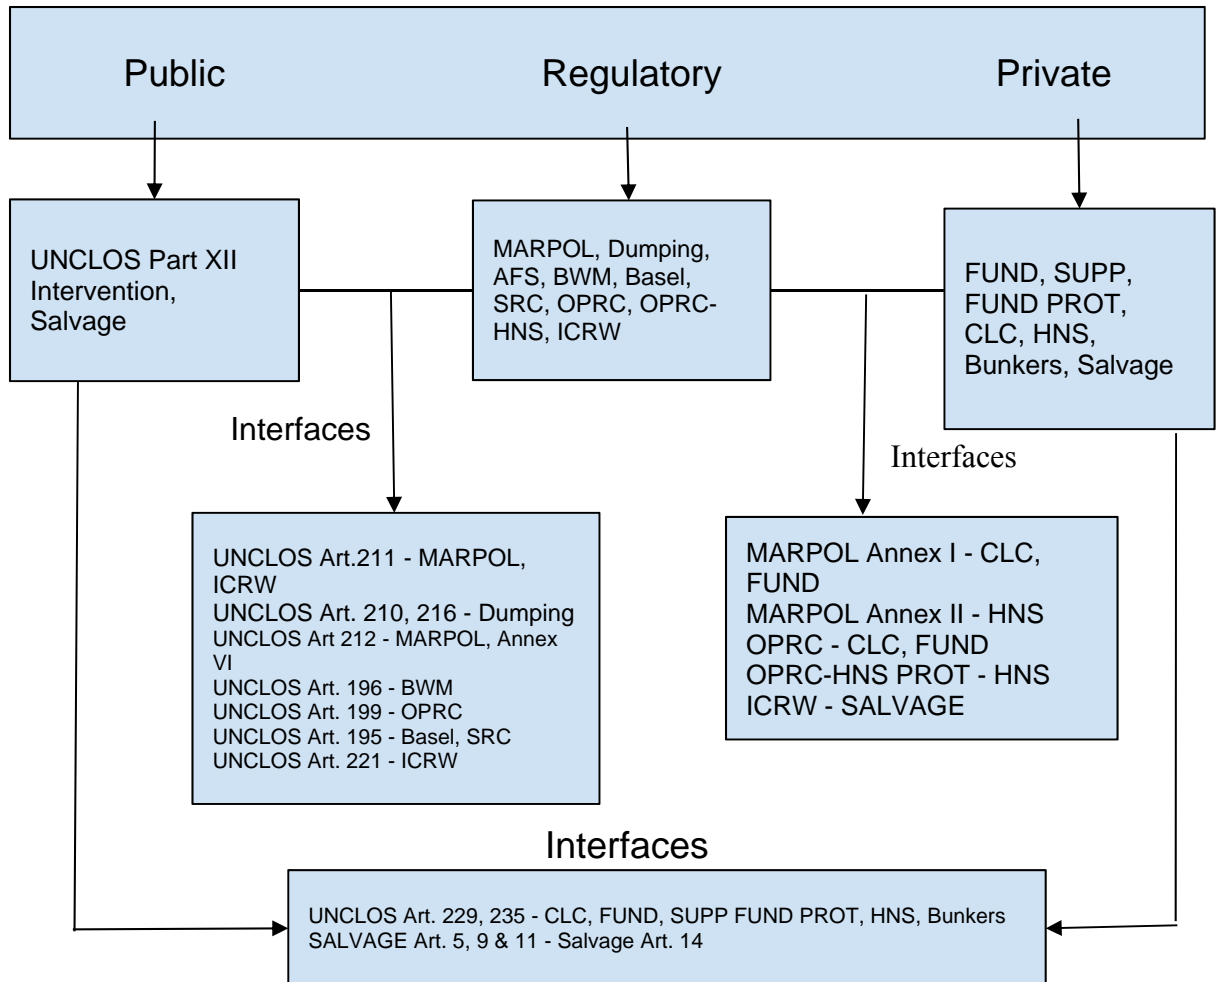 Public
Regulatory
Private
UNCLOS Part XII
Intervention,
Salvage
MARPOL, Dumping,
AFS, BWM, Basel,
SRC, OPRC, OPRC-
HNS, ICRW
FUND, SUPP,
FUND PROT,
CLC, HNS,
Bunkers, Salvage
Interfaces
Interfaces
UNCLOS Art.211 - MARPOL,
ICRW
UNCLOS Art. 210, 216 - Dumping
UNCLOS Art 212 - MARPOL, Annex
VI
UNCLOS Art. 196 - BWM
UNCLOS Art. 199 - OPRC
UNCLOS Art. 195 - Basel, SRC
UNCLOS Art. 221 - ICRW
MARPOL Annex I - CLC,
FUND
MARPOL Annex II - HNS
OPRC - CLC, FUND
OPRC-HNS PROT - HNS
ICRW - SALVAGE
Interfaces
UNCLOS Art. 229, 235 - CLC, FUND, SUPP FUND PROT, HNS, Bunkers
SALVAGE Art. 5, 9 & 11 - Salvage Art. 14